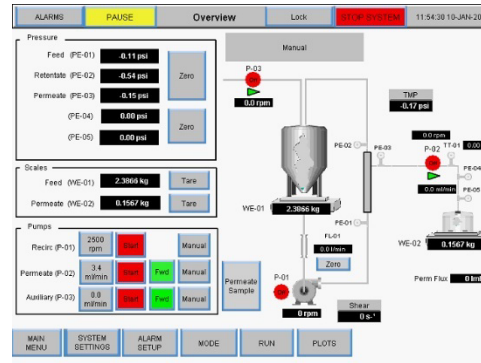 ALARMS PAUSE Overview Lock STOP SYSTEM 11:54:30 10-JAN-20
Pressure
Feed (PE-01) -0.11 psi
Retentate (PE-02) -0.54 psi
Zero
Permeate (PE-03) -0.15 psi
(PE-04) 0.00 psi
Zero
(PE-05) 0.00 psi
Scales
Feed (WE-01) 2.3866 kg Tare
Permeate (WE-02) 0.1567 kg Tare
Pumps
Recirc (P-01) 2500 rpm Start Manual
Permeate (P-02) 3.4 ml/min Start Fwd Manual
Auxiliary (P-03) 0.0 ml/min Start Fwd Manual
Permeate
Sample
Manual
P-03
0.0 rpm
TMP
-0.17 psi
PE-02
PE-03
0.0 rpm
P-02
TT-01
0.00
PE-04
0.0 ml/min
PE-05
WE-01
2.3866 kg
PE-01
FL-01
0.0 l/min
Zero
WE-02
0.1567 kg
P-01
0 rpm
Shear
0 s-¹
Perm Flux
0 lm
MAIN MENU
SYSTEM SETTINGS
ALARM SETUP
MODE
RUN
PLOTS